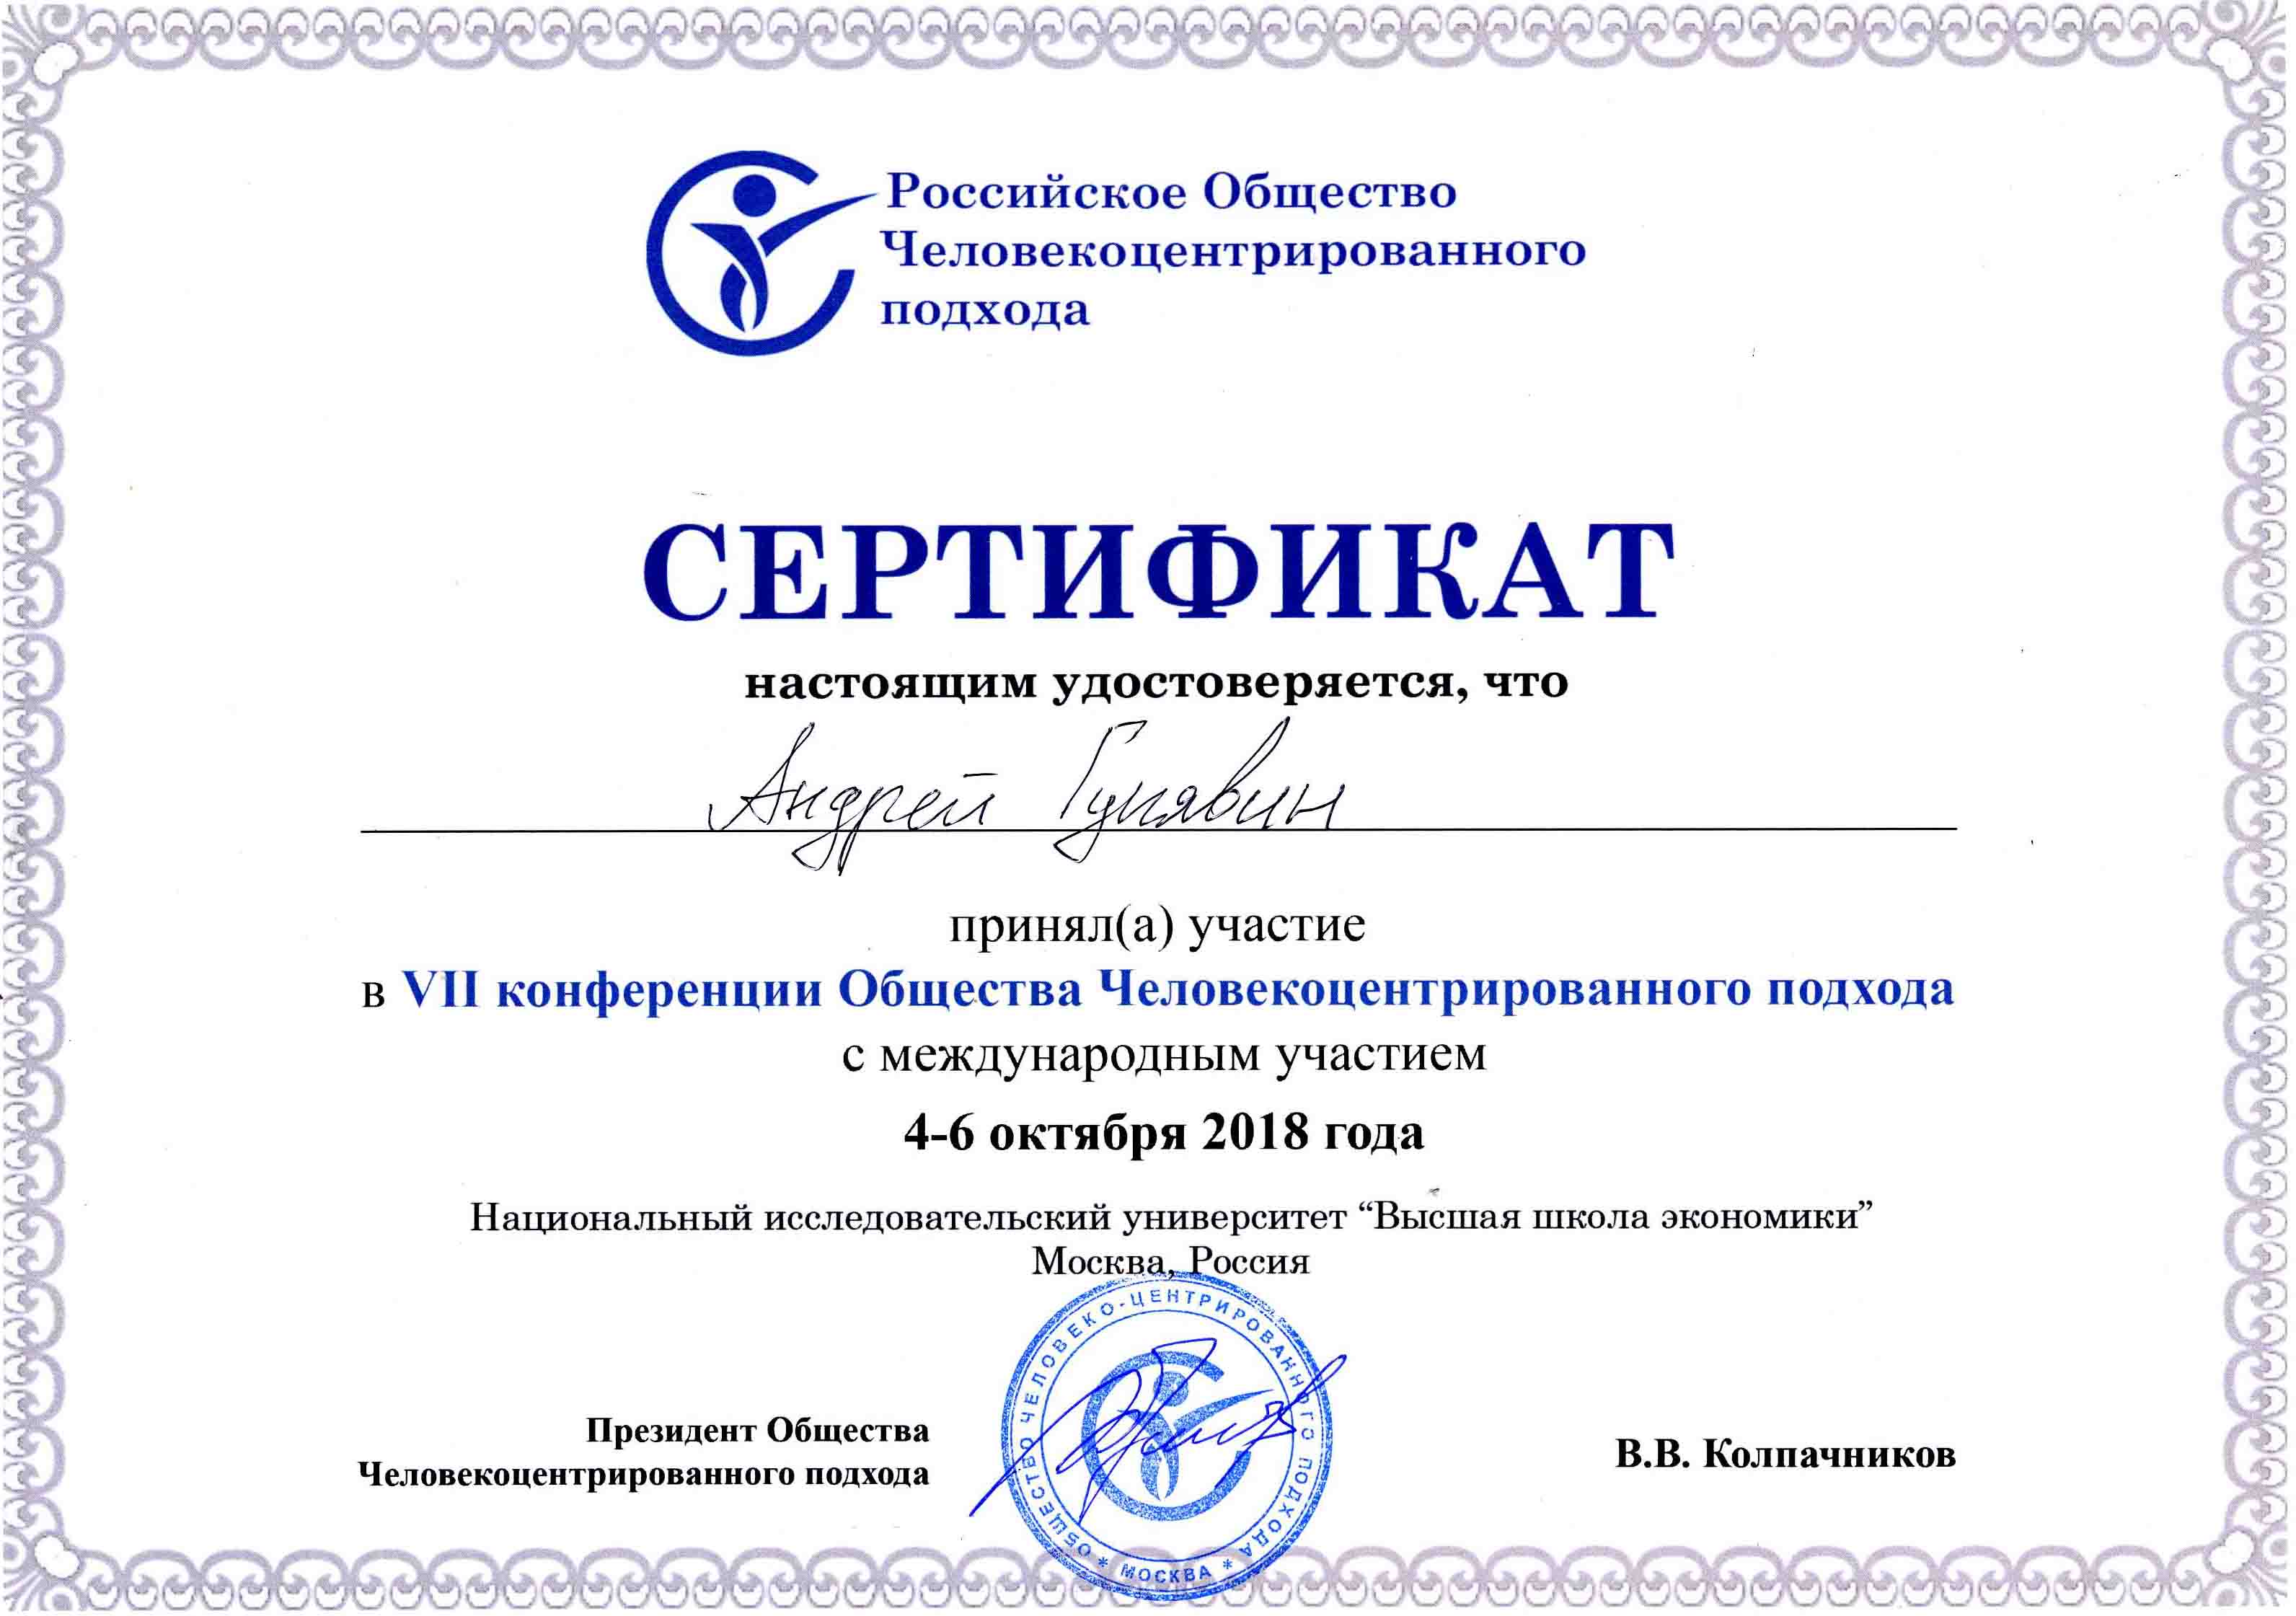 Российское Общество
Человекоцентрированного
подхода
СЕРТИФИКАТ
настоящим удостоверяется, что
Андрей Гулявин
принял(а) участие
в VII конференции Общества Человекоцентрированного подхода
с международным участием
4-6 октября 2018 года
Национальный исследовательский университет “Высшая школа экономики”
Москва, Россия
Президент Общества
Человекоцентрированного подхода
ОБЩЕСТВО ЧЕЛОВЕКО-ЦЕНТРИРОВАННОГО ПОДХОДА
* МОСКВА *
В.В. Колпачников